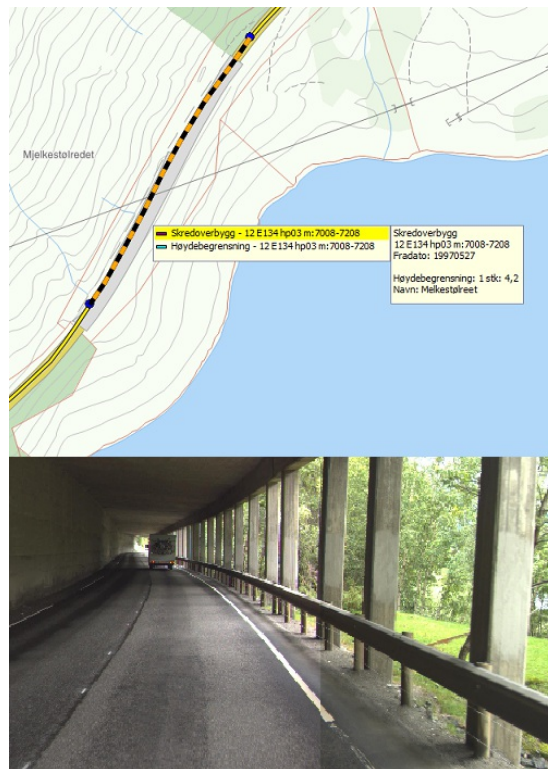 Mjelkestølredet
Skredoverbygg - 12 E134 hp03 m:7008-7208
Høydebegrensning - 12 E134 hp03 m:7008-7208
Skredoverbygg
12 E134 hp03 m:7008-7208
Fradato: 19970527
Høydebegrensning: 1 stk: 4,2
Navn: Melkestølreet